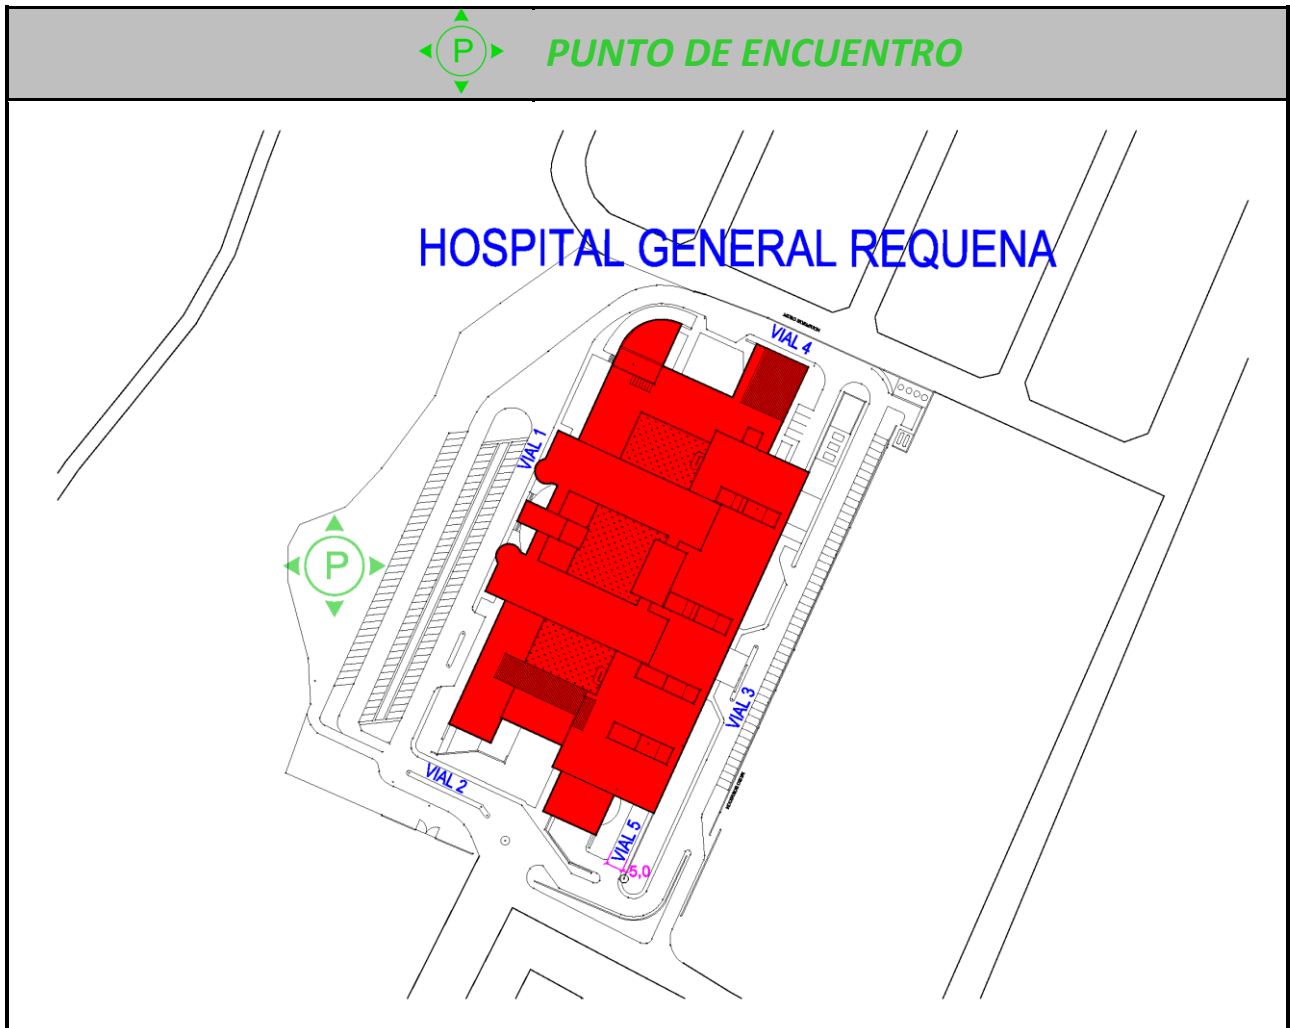 P PUNTO DE ENCUENTRO
HOSPITAL GENERAL REQUENA
VIAL 4
VIAL 1
P
VIAL 3
VIAL 2
VIAL 5
5,0